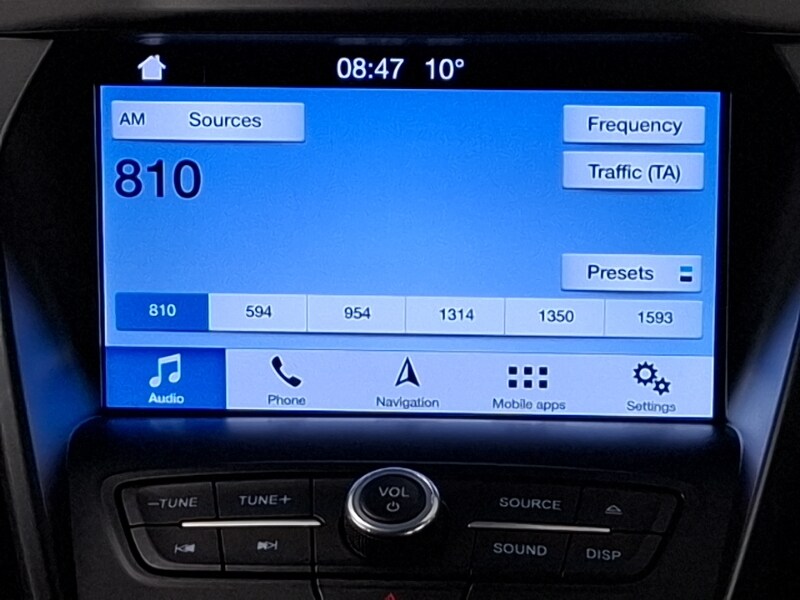 08:47 10°
AM Sources
Frequency
810
Traffic (TA)
Presets
810 594 954 1314 1350 1593
Audio Phone Navigation Mobile apps Settings
−TUNE TUNE+ VOL SOURCE
SOUND DISP